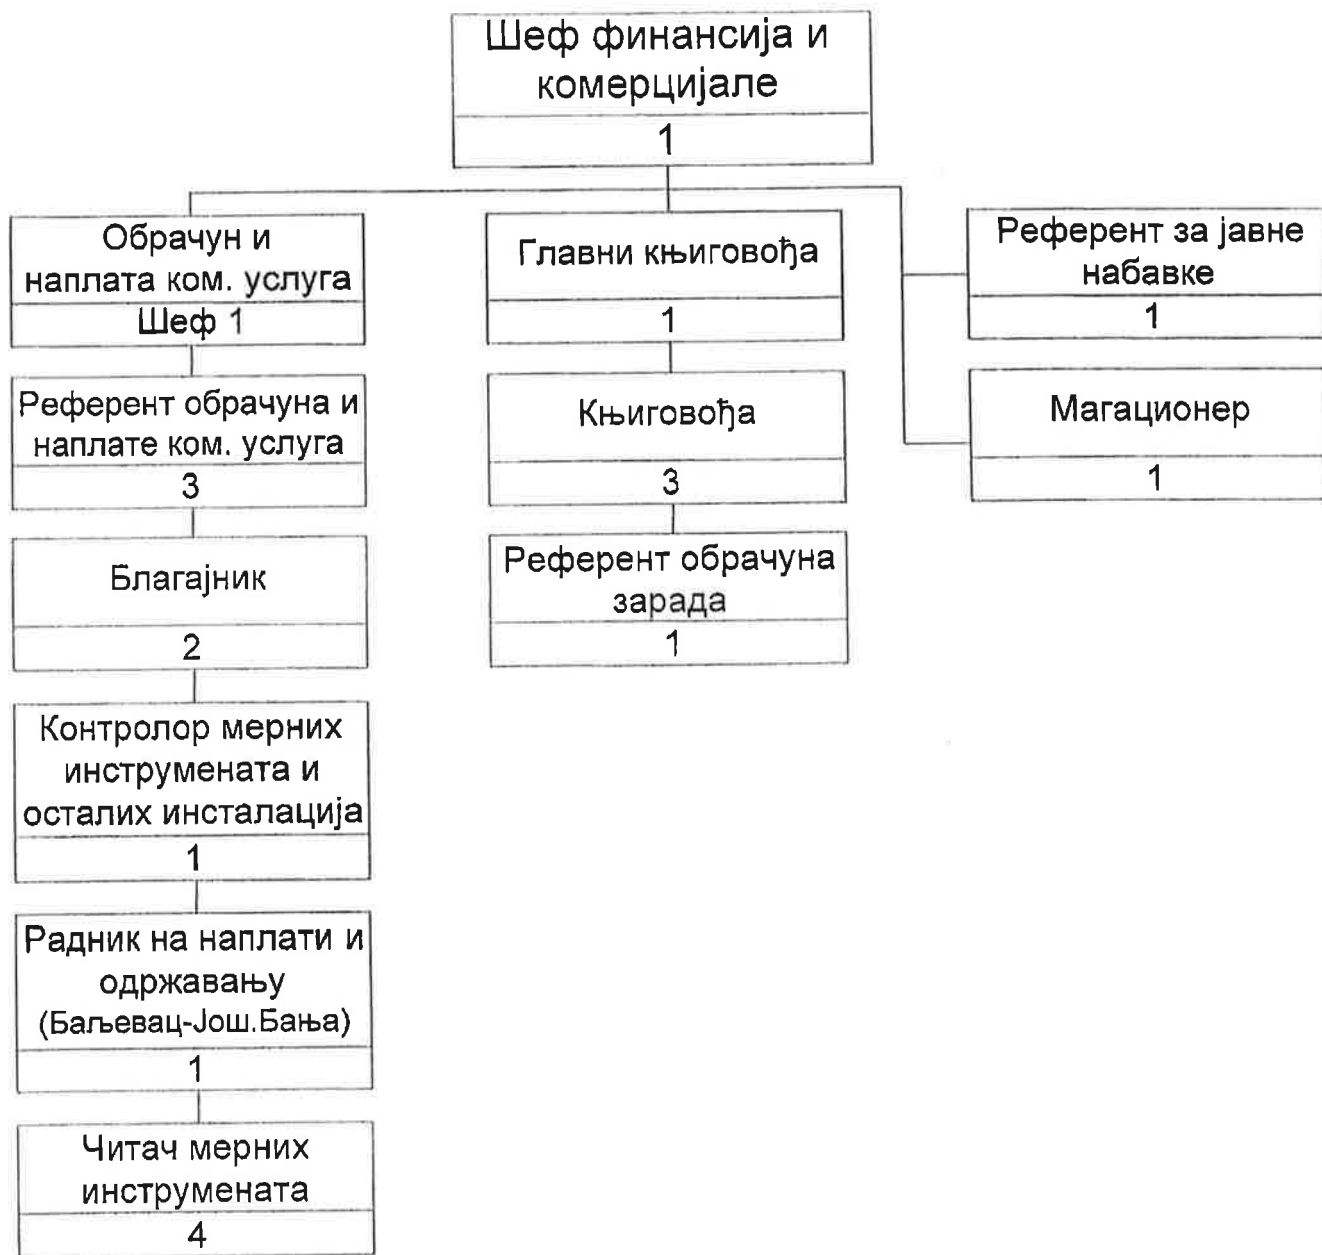 Шеф финансија и
комерцијале
1
Обрачун и
наплата ком. услуга
Шеф 1
Референт обрачуна и
наплате ком. услуга
3
Благајник
2
Контролор мерних
инструмената и
осталих инсталација
1
Радник на наплати и
одржавању
(Баљевац-Још.Бања)
1
Читач мерних
инструмената
4
Главни књиговођа
1
Књиговођа
3
Референт обрачуна
зарада
1
Референт за јавне
набавке
1
Магационер
1